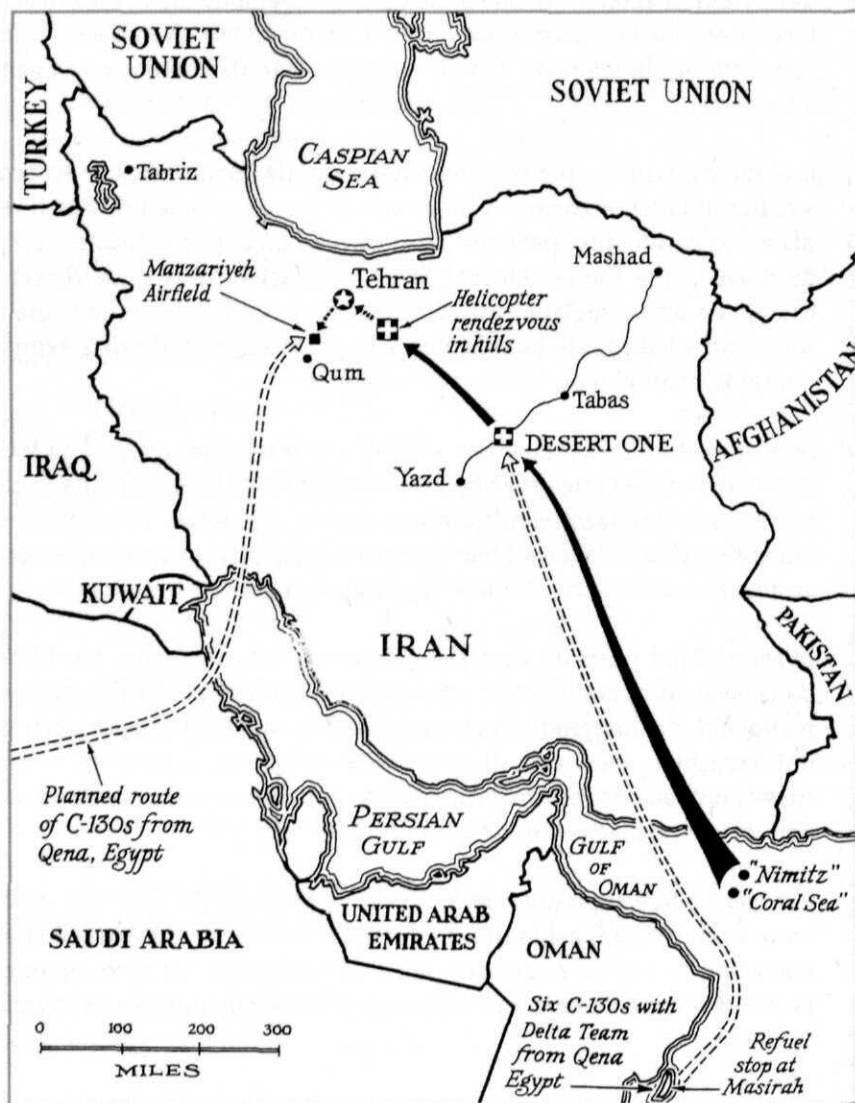 SOVIET
UNION
SOVIET UNION
TURKEY
CASPIAN
SEA
Tabriz
Mashad
Manzariyeh
Airfield
Tehran
Helicopter
rendezvous
in hills
Qum
Tabas
AFGHANISTAN
DESERT ONE
Yazd
IRAQ
KUWAIT
IRAN
PAKISTAN
Planned route
of C-130s from
Qena, Egypt
PERSIAN
GULF
GULF
OF
OMAN
"Nimitz"
"Coral Sea"
UNITED ARAB
EMIRATES
SAUDI ARABIA
OMAN
Six C-130s with
Delta Team
from Qena
Egypt
Refuel
stop at
Masirah
0 100 200 300
MILES